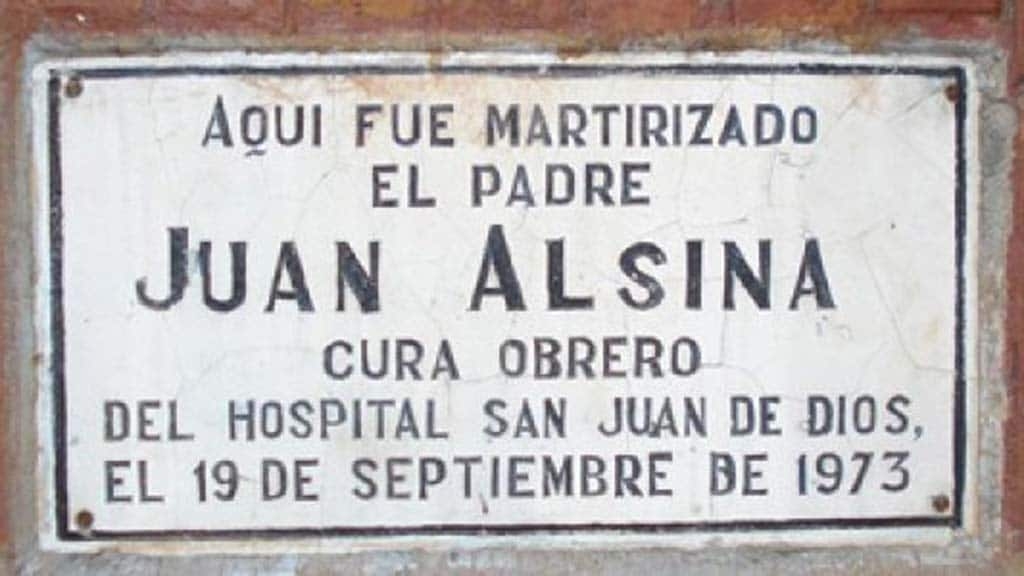 AQUI FUE MARTIRIZADO
EL PADRE
JUAN ALSINA
CURA OBRERO
DEL HOSPITAL SAN JUAN DE DIOS,
EL 19 DE SEPTIEMBRE DE 1973